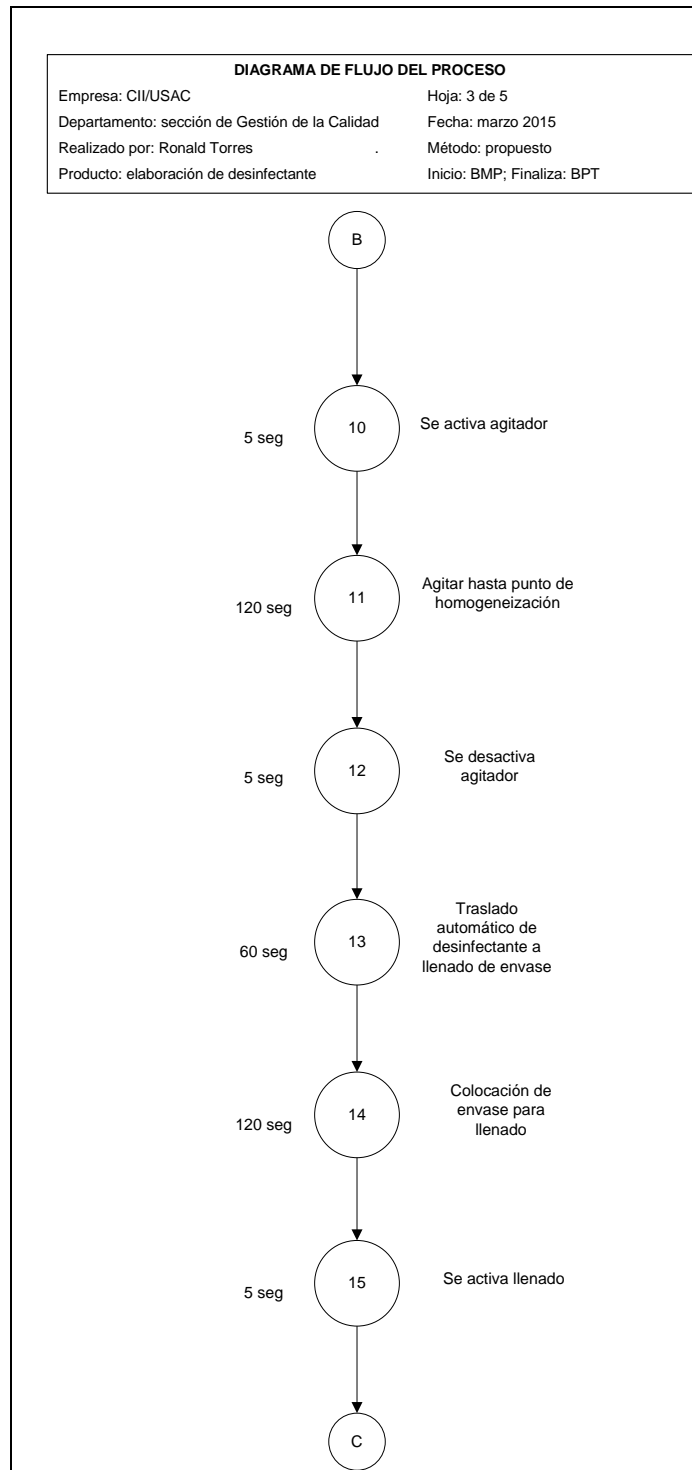 DIAGRAMA DE FLUJO DEL PROCESO
Empresa: CII/USAC
Hoja: 3 de 5
Departamento: sección de Gestión de la Calidad
Fecha: marzo 2015
Realizado por: Ronald Torres .
Método: propuesto
Producto: elaboración de desinfectante
Inicio: BMP; Finaliza: BPT
B
5 seg
10
Se activa agitador
120 seg
11
Agitar hasta punto de
homogeneización
5 seg
12
Se desactiva
agitador
60 seg
13
Traslado
automático de
desinfectante a
llenado de envase
120 seg
14
Colocación de
envase para
llenado
5 seg
15
Se activa llenado
C